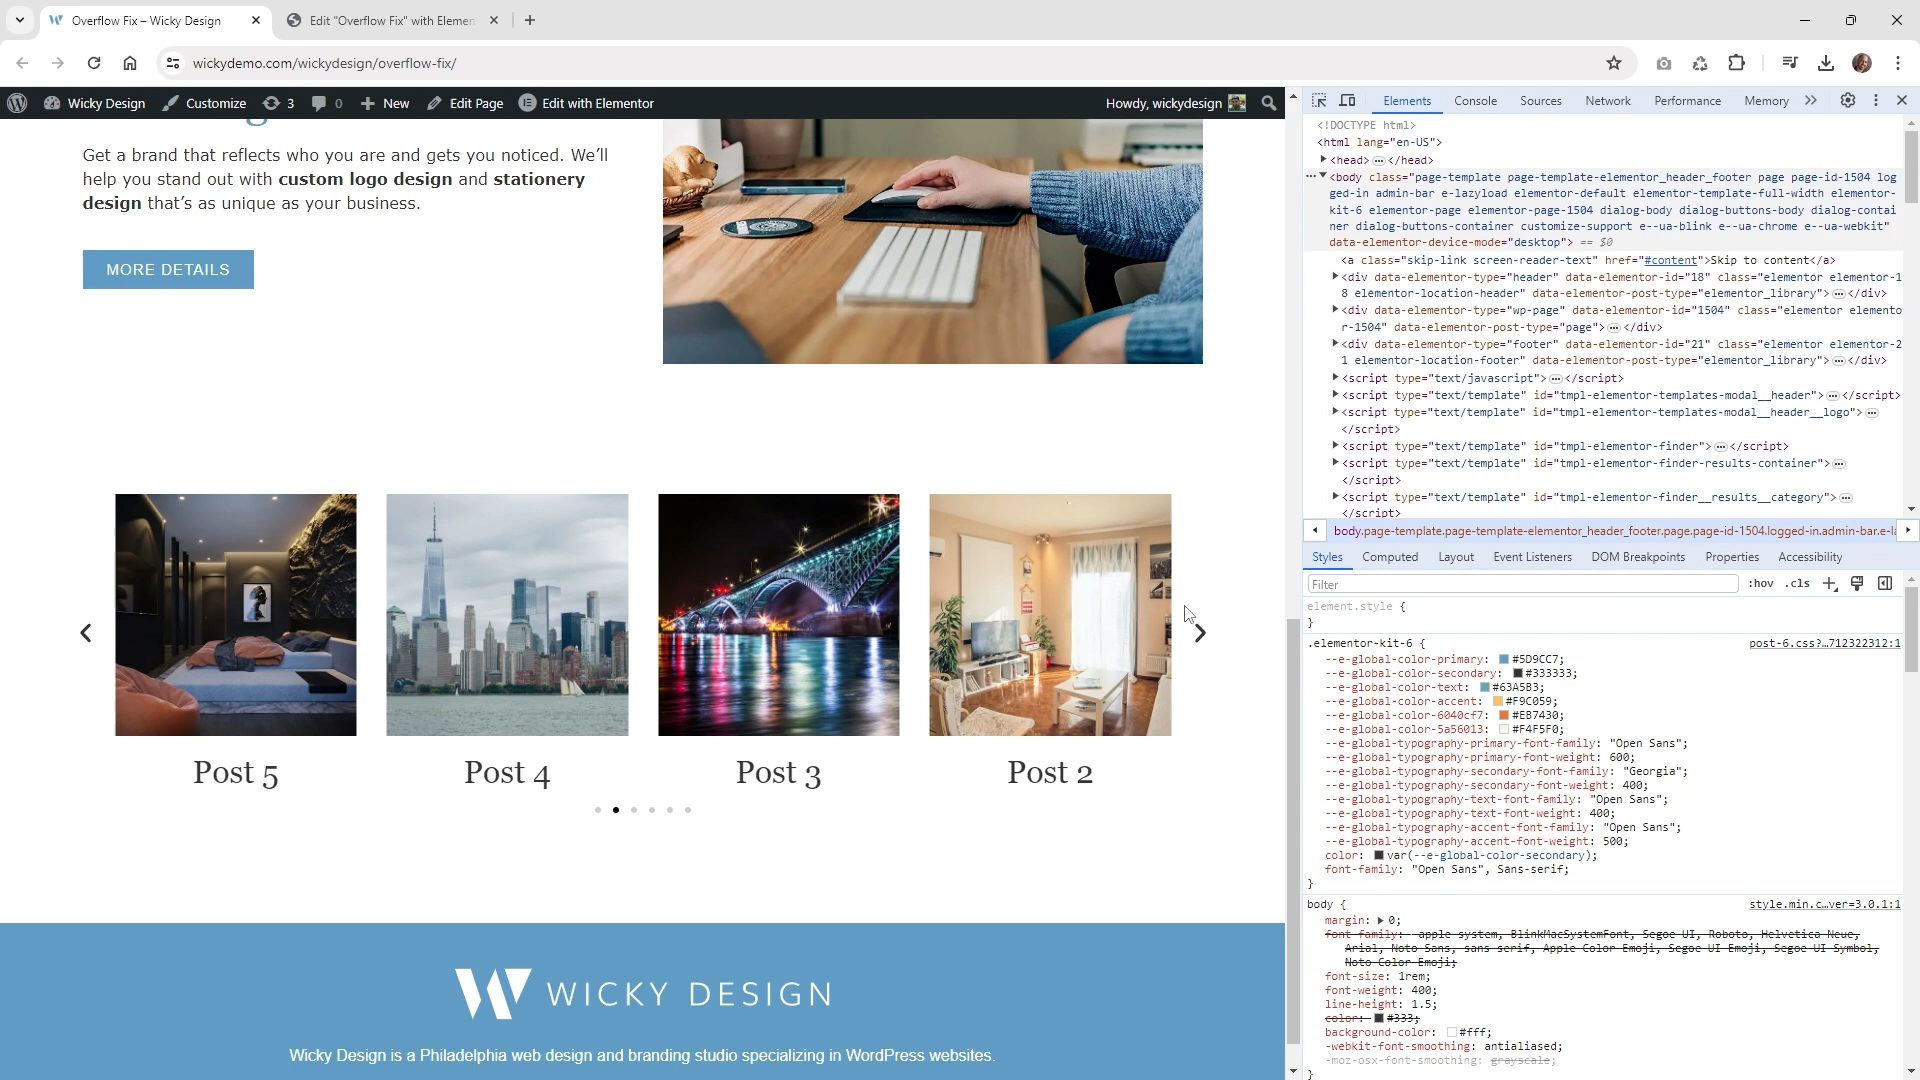 Overflow Fix – Wicky Design
Edit "Overflow Fix" with Elemen
wickydemo.com/wickydesign/overflow-fix/
Wicky Design
Customize
3
0
New
Edit Page
Edit with Elementor
Howdy, wickydesign
Get a brand that reflects who you are and gets you noticed. We'll
help you stand out with custom logo design and stationery
design that's as unique as your business.
MORE DETAILS
Post 5
Post 4
Post 3
Post 2
WICKY DESIGN
Wicky Design is a Philadelphia web design and branding studio specializing in WordPress websites.
Elements Console Sources Network Performance Memory
<!DOCTYPE html>
<html lang="en-US">
<head> … </head>
<body class="page-template page-template-elementor_header_footer page page-id-1504 log
ged-in admin-bar e-lazyload elementor-default elementor-template-full-width elementor-
kit-6 elementor-page elementor-page-1504 dialog-body dialog-buttons-body dialog-contai
ner dialog-buttons-container customize-support e--ua-blink e--ua-chrome e--ua-webkit"
data-elementor-device-mode="desktop"> == $0
<a class="skip-link screen-reader-text" href="#content">Skip to content</a>
<div data-elementor-type="header" data-elementor-id="18" class="elementor elementor-1
8 elementor-location-header" data-elementor-post-type="elementor_library"> … </div>
<div data-elementor-type="wp-page" data-elementor-id="1504" class="elementor elemento
r-1504" data-elementor-post-type="page"> … </div>
<div data-elementor-type="footer" data-elementor-id="21" class="elementor elementor-2
1 elementor-location-footer" data-elementor-post-type="elementor_library"> … </div>
<script type="text/javascript"> … </script>
<script type="text/template" id="tmpl-elementor-templates-modal__header"> … </script>
<script type="text/template" id="tmpl-elementor-templates-modal__header__logo"> …
</script>
<script type="text/template" id="tmpl-elementor-finder"> … </script>
<script type="text/template" id="tmpl-elementor-finder-results-container"> …
</script>
<script type="text/template" id="tmpl-elementor-finder__results__category"> …
</script>
body.page-template.page-template-elementor_header_footer.page.page-id-1504.logged-in.admin-bar.e-la
Styles Computed Layout Event Listeners DOM Breakpoints Properties Accessibility
Filter
:hov .cls
element.style {
}
.elementor-kit-6 { post-6.css?…712322312:1
--e-global-color-primary: #5D9CC7;
--e-global-color-secondary: #333333;
--e-global-color-text: #63A5B3;
--e-global-color-accent: #F9C059;
--e-global-color-6040cf7: #EB7430;
--e-global-color-5a56013: #F4F5F0;
--e-global-typography-primary-font-family: "Open Sans";
--e-global-typography-primary-font-weight: 600;
--e-global-typography-secondary-font-family: "Georgia";
--e-global-typography-secondary-font-weight: 400;
--e-global-typography-text-font-family: "Open Sans";
--e-global-typography-text-font-weight: 400;
--e-global-typography-accent-font-family: "Open Sans";
--e-global-typography-accent-font-weight: 500;
color: var(--e-global-color-secondary);
font-family: "Open Sans", Sans-serif;
}
body { style.min.c…ver=3.0.1:1
margin: 0;
font-family: -apple-system, BlinkMacSystemFont, Segoe UI, Roboto, Helvetica Neue,
Arial, Noto Sans, sans-serif, Apple Color Emoji, Segoe UI Emoji, Segoe UI Symbol,
Noto Color Emoji;
font-size: 1rem;
font-weight: 400;
line-height: 1.5;
color: #333;
background-color: #fff;
-webkit-font-smoothing: antialiased;
-moz-osx-font-smoothing: grayscale;
}